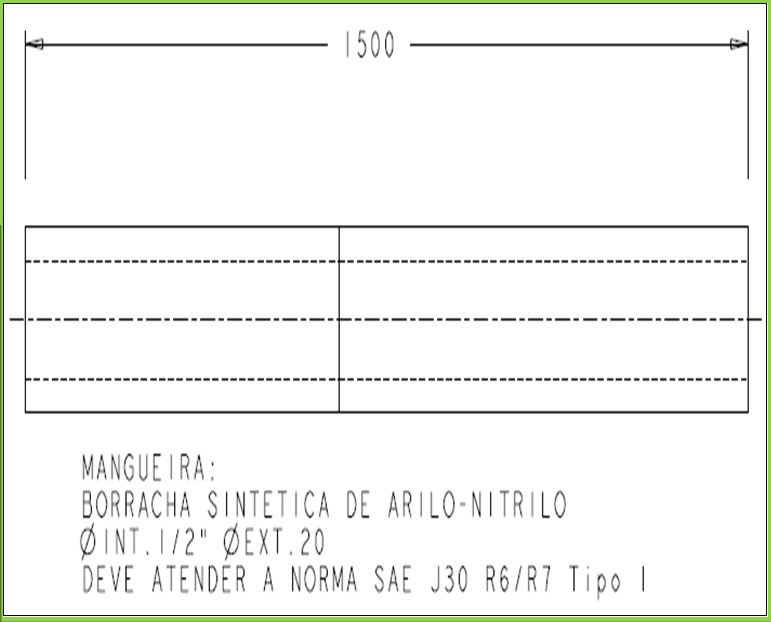 1500
MANGUEIRA:
BORRACHA SINTETICA DE ARILO-NITRILO
ØINT.1/2" ØEXT.20
DEVE ATENDER A NORMA SAE J30 R6/R7 Tipo 1